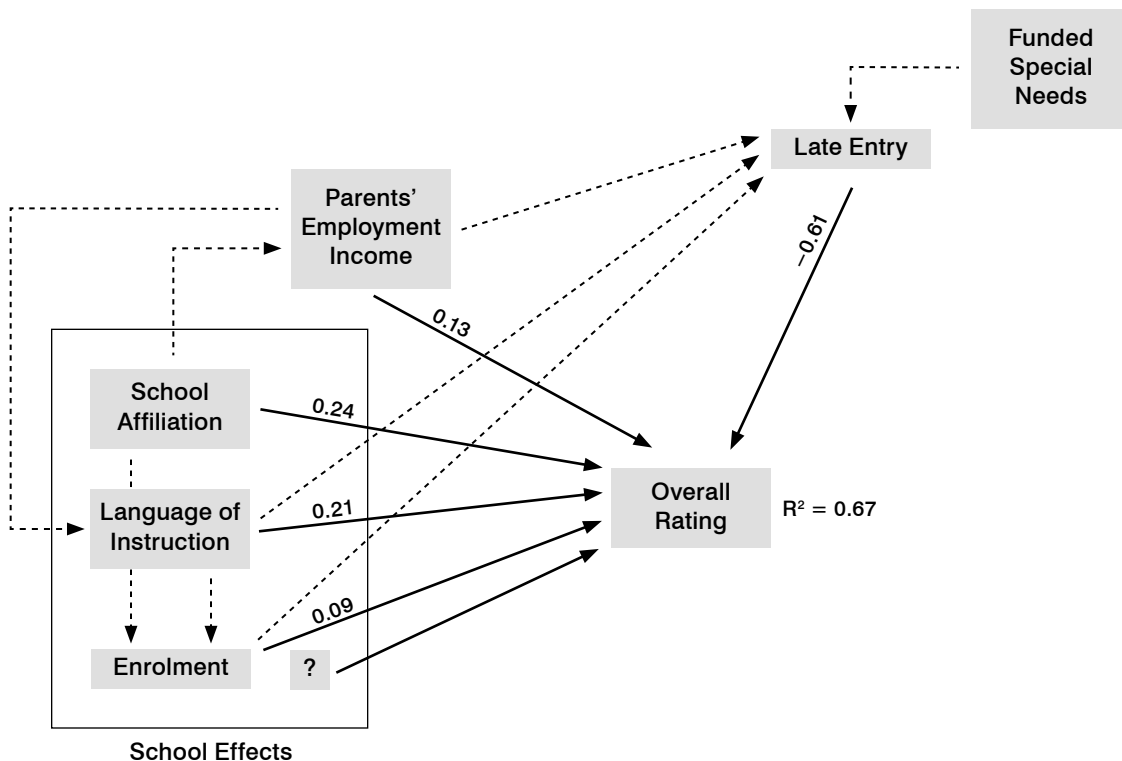 Funded
Special
Needs
Late Entry
Parents’
Employment
Income
−0.61
0.13
School
Affiliation
0.24
Language of
Instruction
0.21
Overall
Rating
R² = 0.67
0.09
Enrolment
?
School Effects